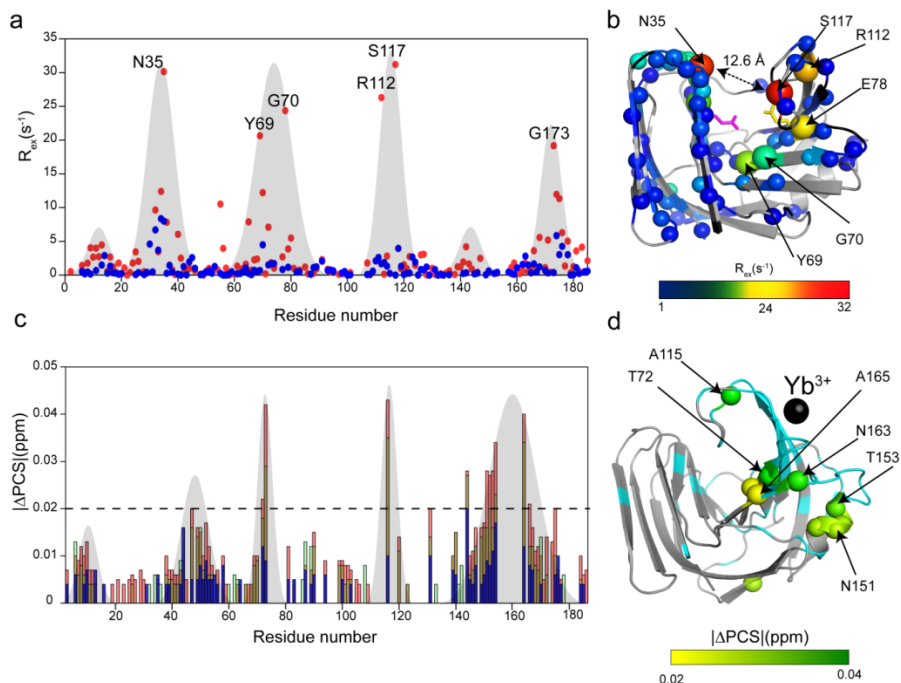 a
35
30
25
20
15
10
5
0
Rex(s-1)
N35
Y69
G70
S117
R112
G173
0 20 40 60 80 100 120 140 160 180
Residue number
b
N35
S117
R112
12.6 Å
E78
G70
Y69
Rex(s-1)
1 24 32
c
0.05
0.04
0.03
0.02
0.01
0
|ΔPCS|(ppm)
20 40 60 80 100 120 140 160 180
Residue number
d
A115
T72
Yb3+
A165
N163
T153
N151
|ΔPCS|(ppm)
0.02 0.04